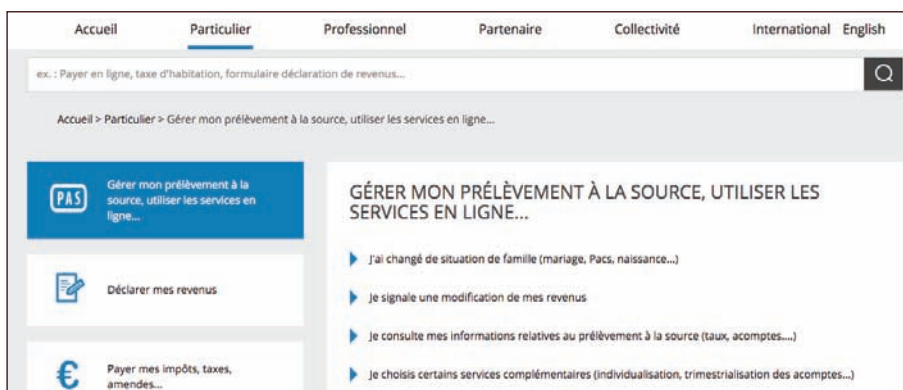 Accueil Particulier Professionnel Partenaire Collectivité International English
ex. : Payer en ligne, taxe d'habitation, formulaire déclaration de revenus...
Accueil > Particulier > Gérer mon prélèvement à la source, utiliser les services en ligne...
PAS
Gérer mon prélèvement à la
source, utiliser les services en
ligne...
Déclarer mes revenus
€
Payer mes impôts, taxes,
amendes...
GÉRER MON PRÉLÈVEMENT À LA SOURCE, UTILISER LES
SERVICES EN LIGNE...
J'ai changé de situation de famille (mariage, Pacs, naissance...)
Je signale une modification de mes revenus
Je consulte mes informations relatives au prélèvement à la source (taux, acomptes....)
Je choisis certains services complémentaires (individualisation, trimestrialisation des acomptes...)